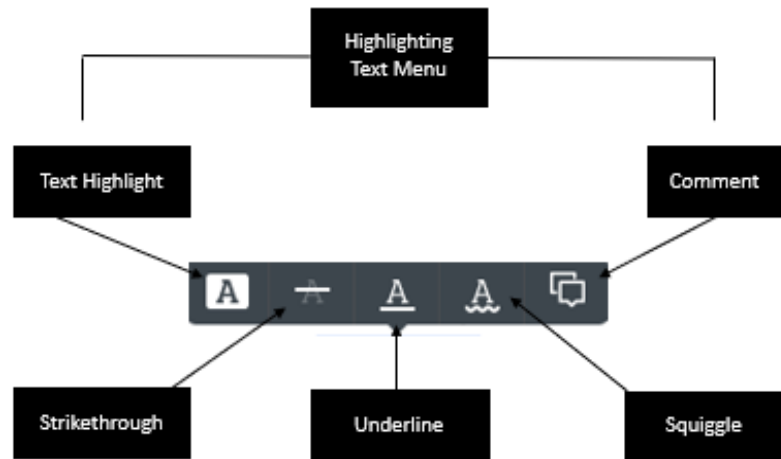 Highlighting
Text Menu
Text Highlight
Comment
A
A
A
A
Strikethrough
Underline
Squiggle